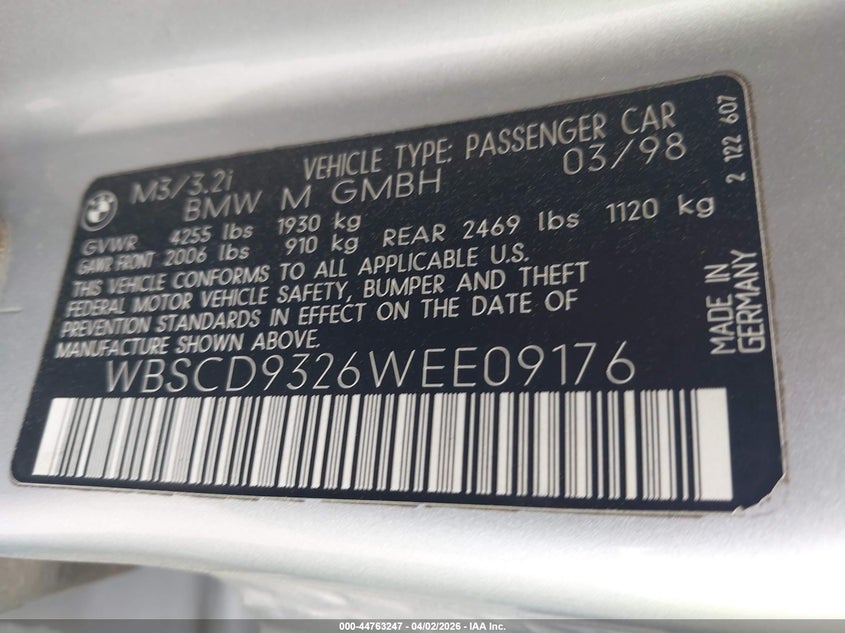 BMW
M3/3.2i VEHICLE TYPE: PASSENGER CAR
BMW M GMBH 03/98
GVWR 4255 lbs 1930 kg
GAWR FRONT 2006 lbs 910 kg REAR 2469 lbs 1120 kg
THIS VEHICLE CONFORMS TO ALL APPLICABLE U.S.
FEDERAL MOTOR VEHICLE SAFETY, BUMPER AND THEFT
PREVENTION STANDARDS IN EFFECT ON THE DATE OF
MANUFACTURE SHOWN ABOVE.
WBSCD9326WEE09176
2 122 607
MADE IN
GERMANY
000-44763247 - 04/02/2026 - IAA Inc.